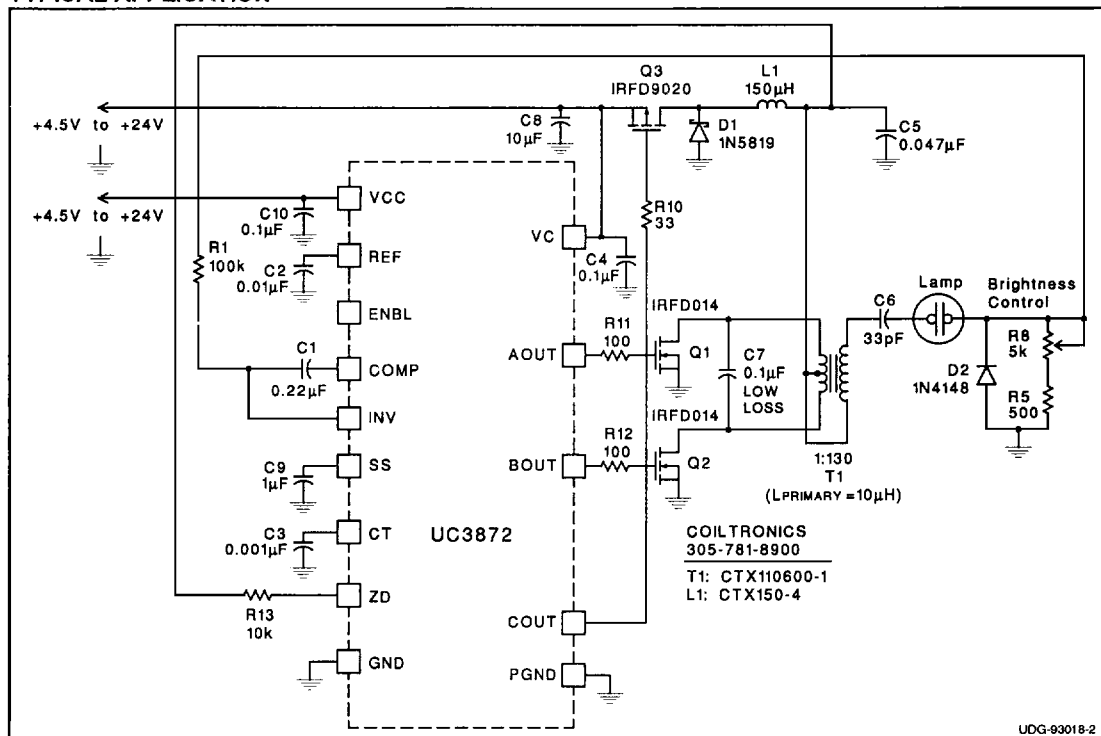 Q3
IRFD9020
L1
150µH
+4.5V to +24V
C8
10µF
D1
1N5819
C5
0.047µF
+4.5V to +24V
C10
0.1µF
VCC
R10
33
R1
100k
C2
0.01µF
REF
VC
C4
0.1µF
ENBL
IRFD014
Lamp
Brightness
Control
C6
33pF
R8
5k
C1
0.22µF
COMP
AOUT
R11
100
Q1
C7
0.1µF
LOW
LOSS
D2
1N4148
R5
500
INV
IRFD014
C9
1µF
SS
BOUT
R12
100
Q2
1:130
T1
(LPRIMARY=10µH)
C3
0.001µF
CT
UC3872
COILTRONICS
305-781-8900
T1: CTX110600-1
L1: CTX150-4
R13
10k
ZD
COUT
GND
PGND
UDG-93018-2